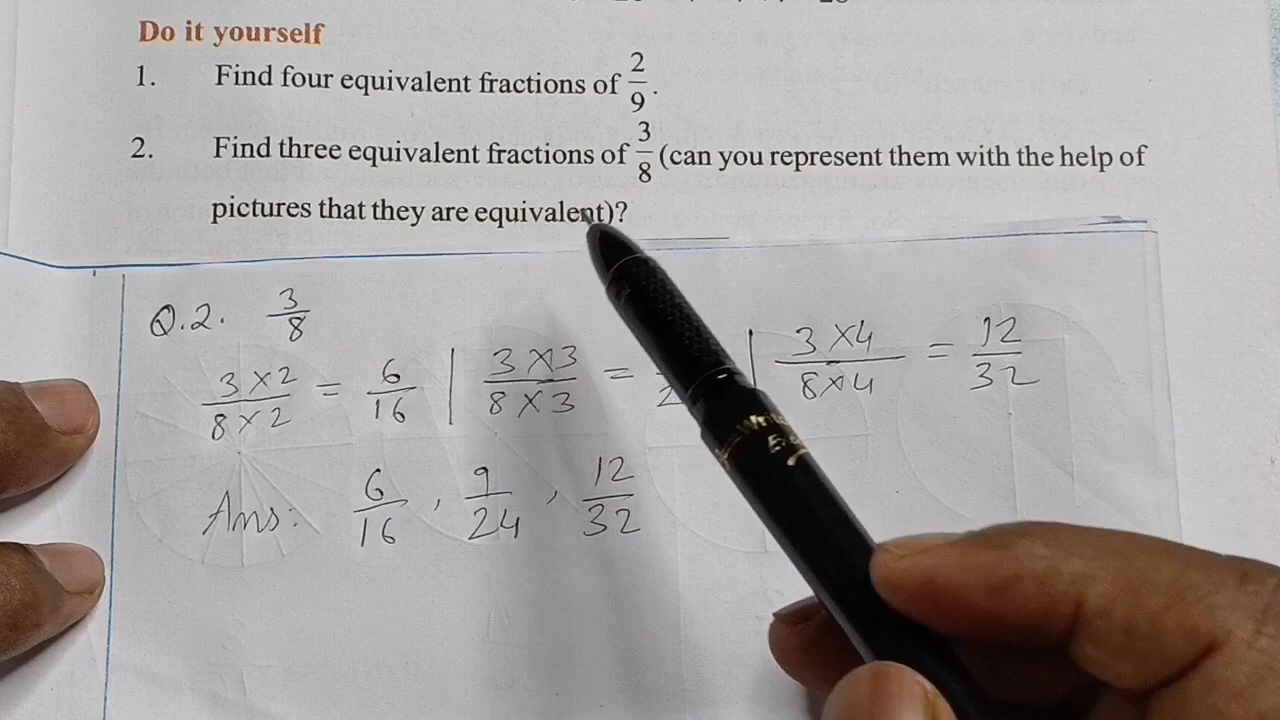 Do it yourself
1. Find four equivalent fractions of 2/9.
2. Find three equivalent fractions of 3/8 (can you represent them with the help of
pictures that they are equivalent)?
Q.2. 3/8
3×2/8×2 = 6/16 | 3×3/8×3 = | 3×4/8×4 = 12/32
Ans: 6/16, 9/24, 12/32